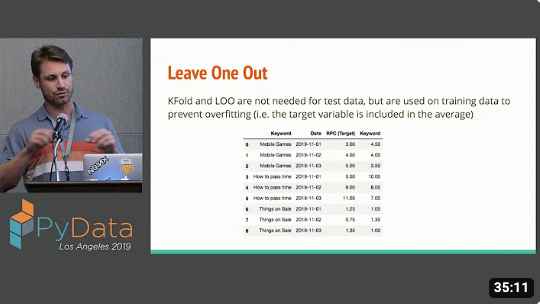 Leave One Out
KFold and LOO are not needed for test data, but are used on training data to
prevent overfitting (i.e. the target variable is included in the average)
Keyword Date RPC (Target) Keyword
0 Mobile Games 2019-11-01 3.00 4.50
1 Mobile Games 2019-11-02 4.00 4.00
2 Mobile Games 2019-11-03 5.00 3.50
3 How to pass time 2019-11-01 5.00 10.00
4 How to pass time 2019-11-02 9.00 8.00
5 How to pass time 2019-11-03 11.00 7.00
6 Things on Sale 2019-11-01 1.25 1.05
7 Things on Sale 2019-11-02 0.75 1.30
8 Things on Sale 2019-11-03 1.35 1.00
NGINX
PyData
Los Angeles 2019
35:11